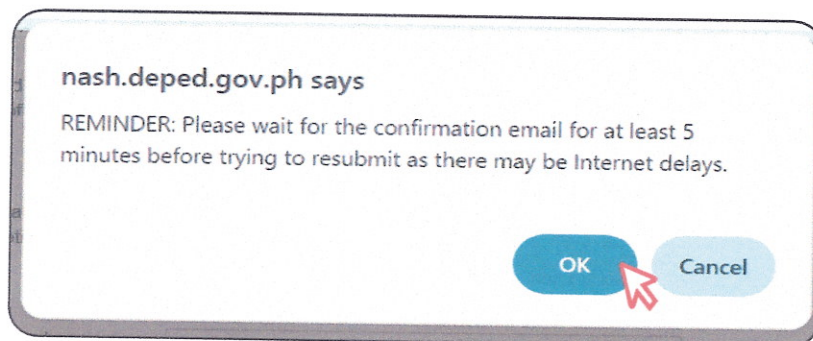 nash.deped.gov.ph says
REMINDER: Please wait for the confirmation email for at least 5
minutes before trying to resubmit as there may be Internet delays.
OK
Cancel